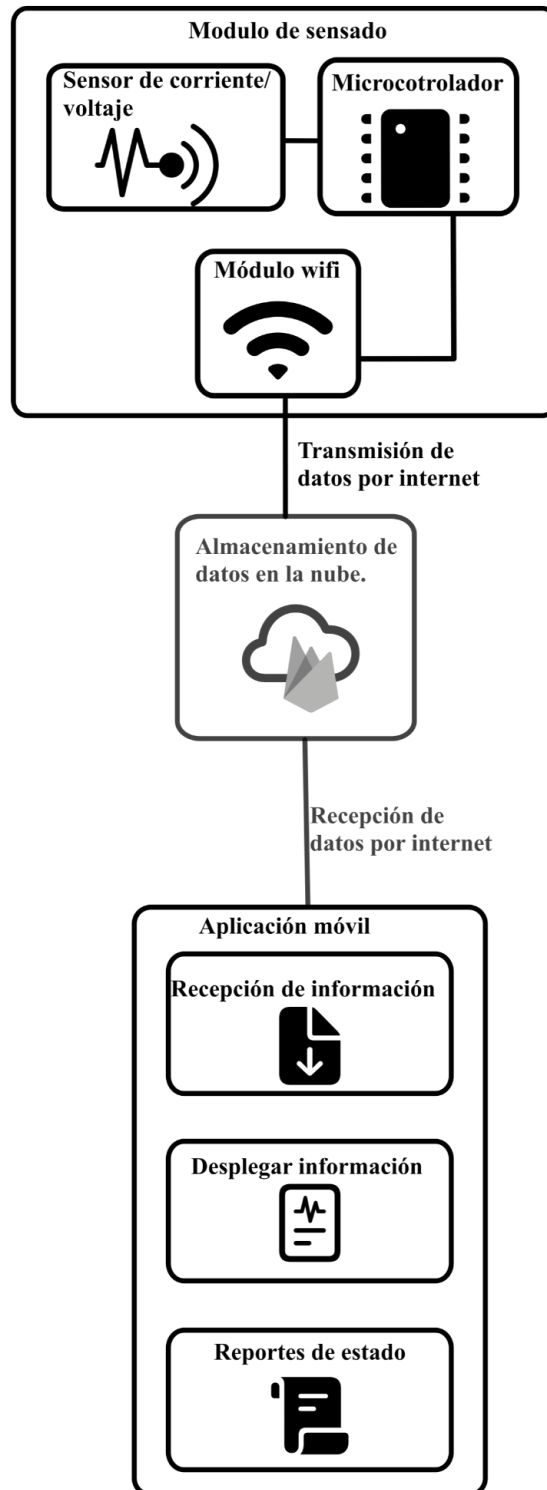 Modulo de sensado
Sensor de corriente/
voltaje
Microcotrolador
Módulo wifi
Transmisión de
datos por internet
Almacenamiento de
datos en la nube.
Recepción de
datos por internet
Aplicación móvil
Recepción de información
Desplegar información
Reportes de estado